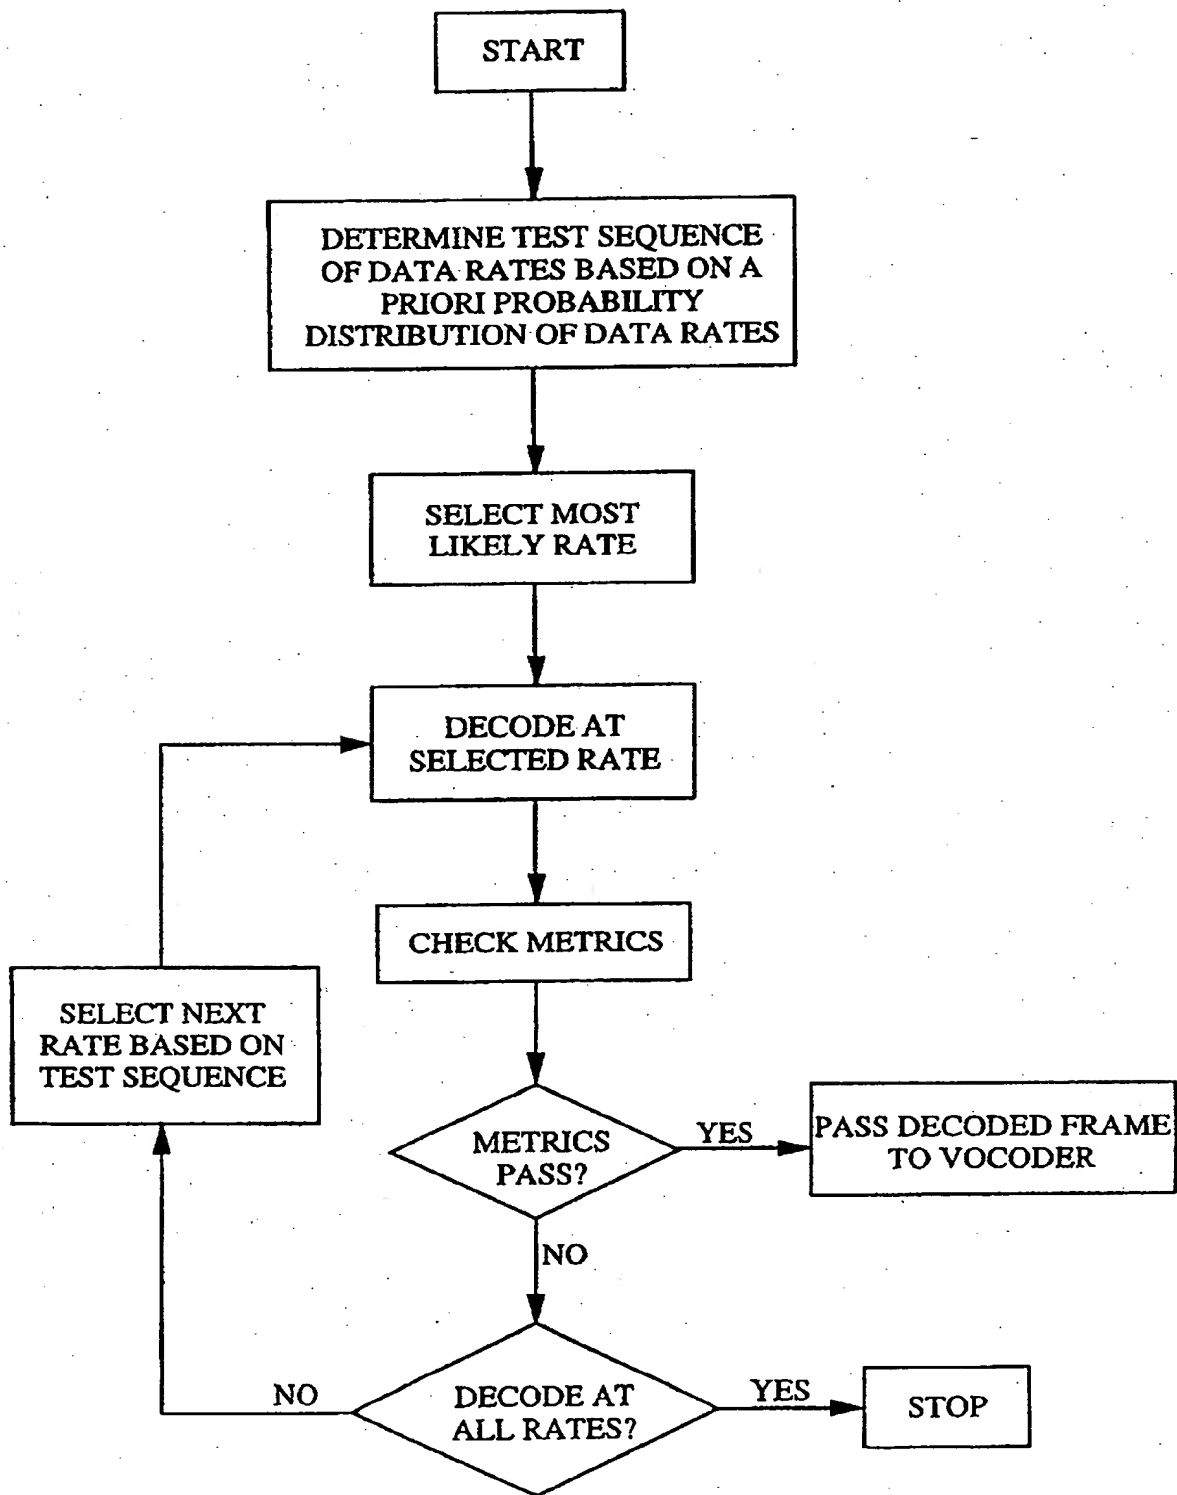 START
DETERMINE TEST SEQUENCE
OF DATA RATES BASED ON A
PRIORI PROBABILITY
DISTRIBUTION OF DATA RATES
SELECT MOST
LIKELY RATE
DECODE AT
SELECTED RATE
CHECK METRICS
SELECT NEXT
RATE BASED ON
TEST SEQUENCE
METRICS
PASS?
YES
PASS DECODED FRAME
TO VOCODER
NO
DECODE AT
ALL RATES?
NO
YES
STOP